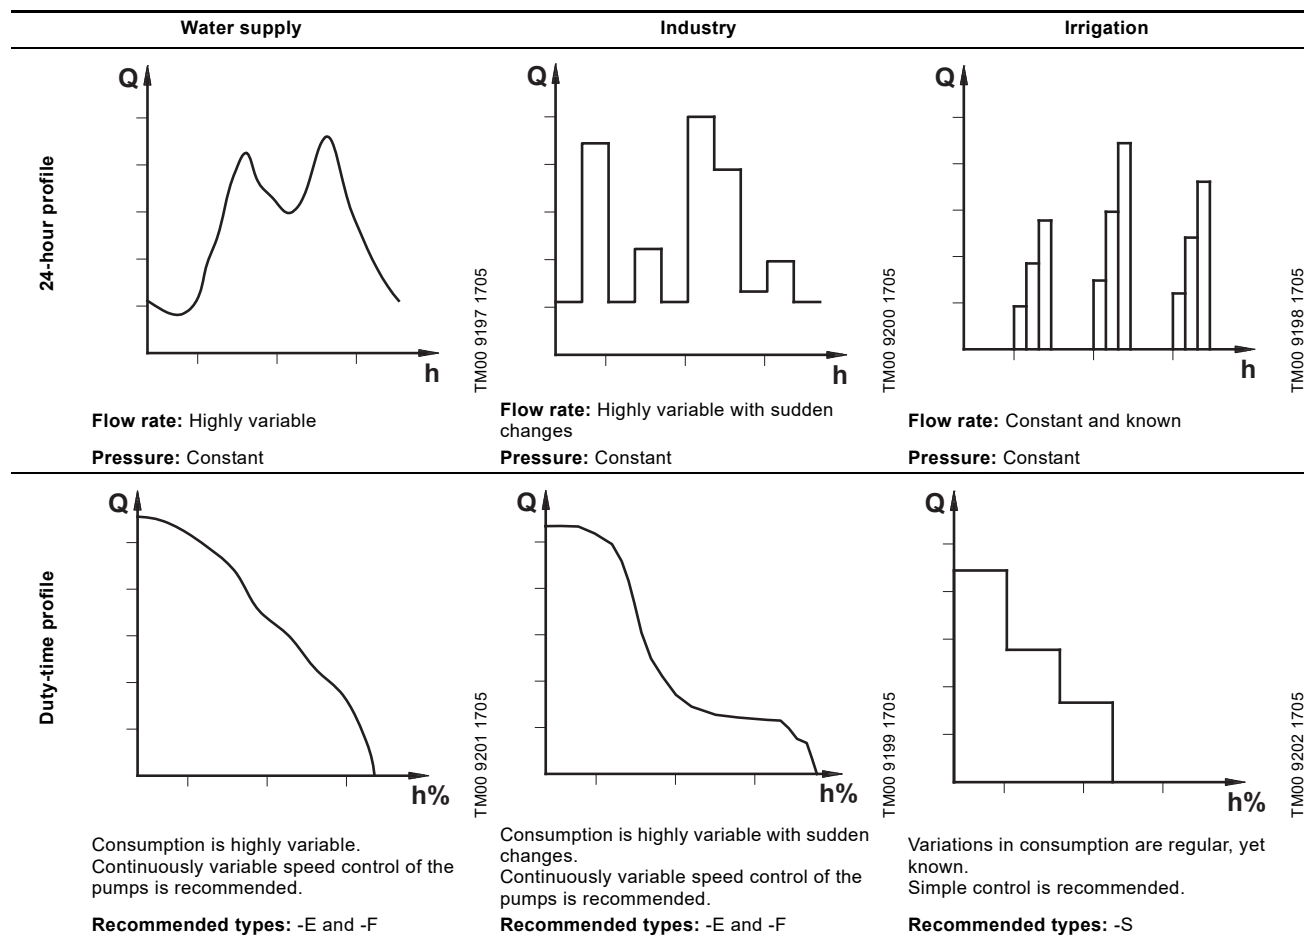 Water supply
Industry
Irrigation
24-hour profile
Q
h
TM00 9197 1705
Q
h
TM00 9200 1705
Q
h
TM00 9198 1705
Flow rate: Highly variable
Pressure: Constant
Flow rate: Highly variable with sudden
changes
Pressure: Constant
Flow rate: Constant and known
Pressure: Constant
Duty-time profile
Q
h%
TM00 9201 1705
Q
h%
TM00 9199 1705
Q
h%
TM00 9202 1705
Consumption is highly variable.
Continuously variable speed control of the
pumps is recommended.
Recommended types: -E and -F
Consumption is highly variable with sudden
changes.
Continuously variable speed control of the
pumps is recommended.
Recommended types: -E and -F
Variations in consumption are regular, yet
known.
Simple control is recommended.
Recommended types: -S